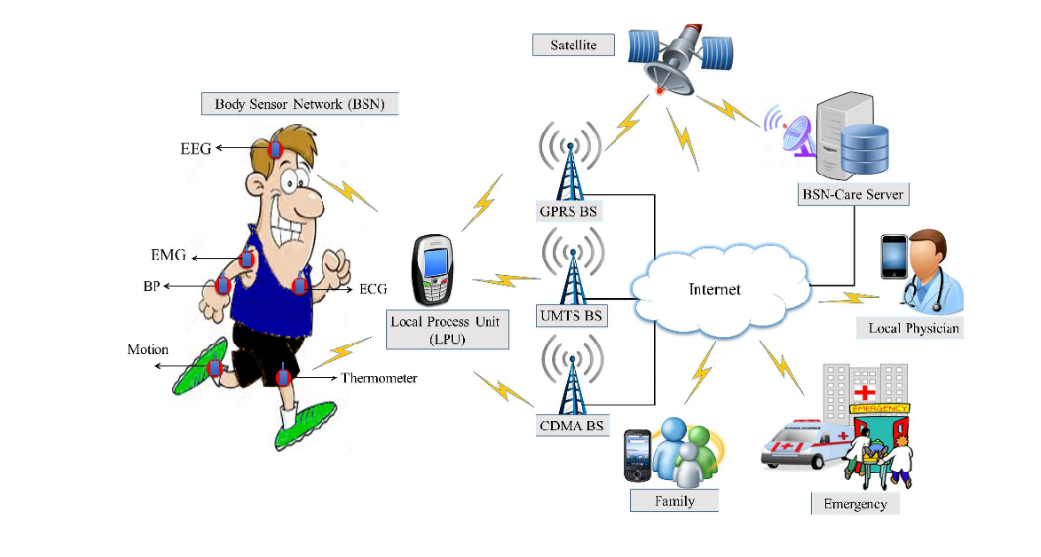 Satellite
Body Sensor Network (BSN)
EEG
BSN-Care Server
GPRS BS
EMG
BP
ECG
Internet
Local Process Unit
(LPU)
UMTS BS
Local Physician
Motion
Thermometer
EMERGENCY
CDMA BS
AMBULANCE
Family
Emergency